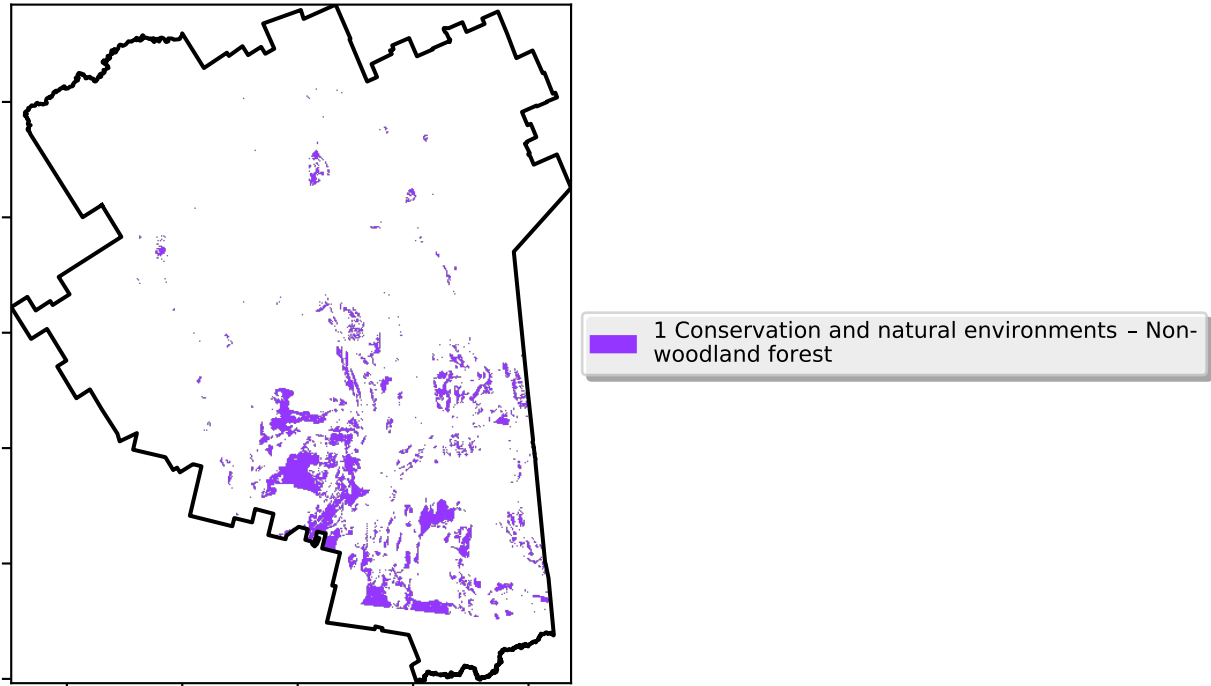 1 Conservation and natural environments – Non-
woodland forest